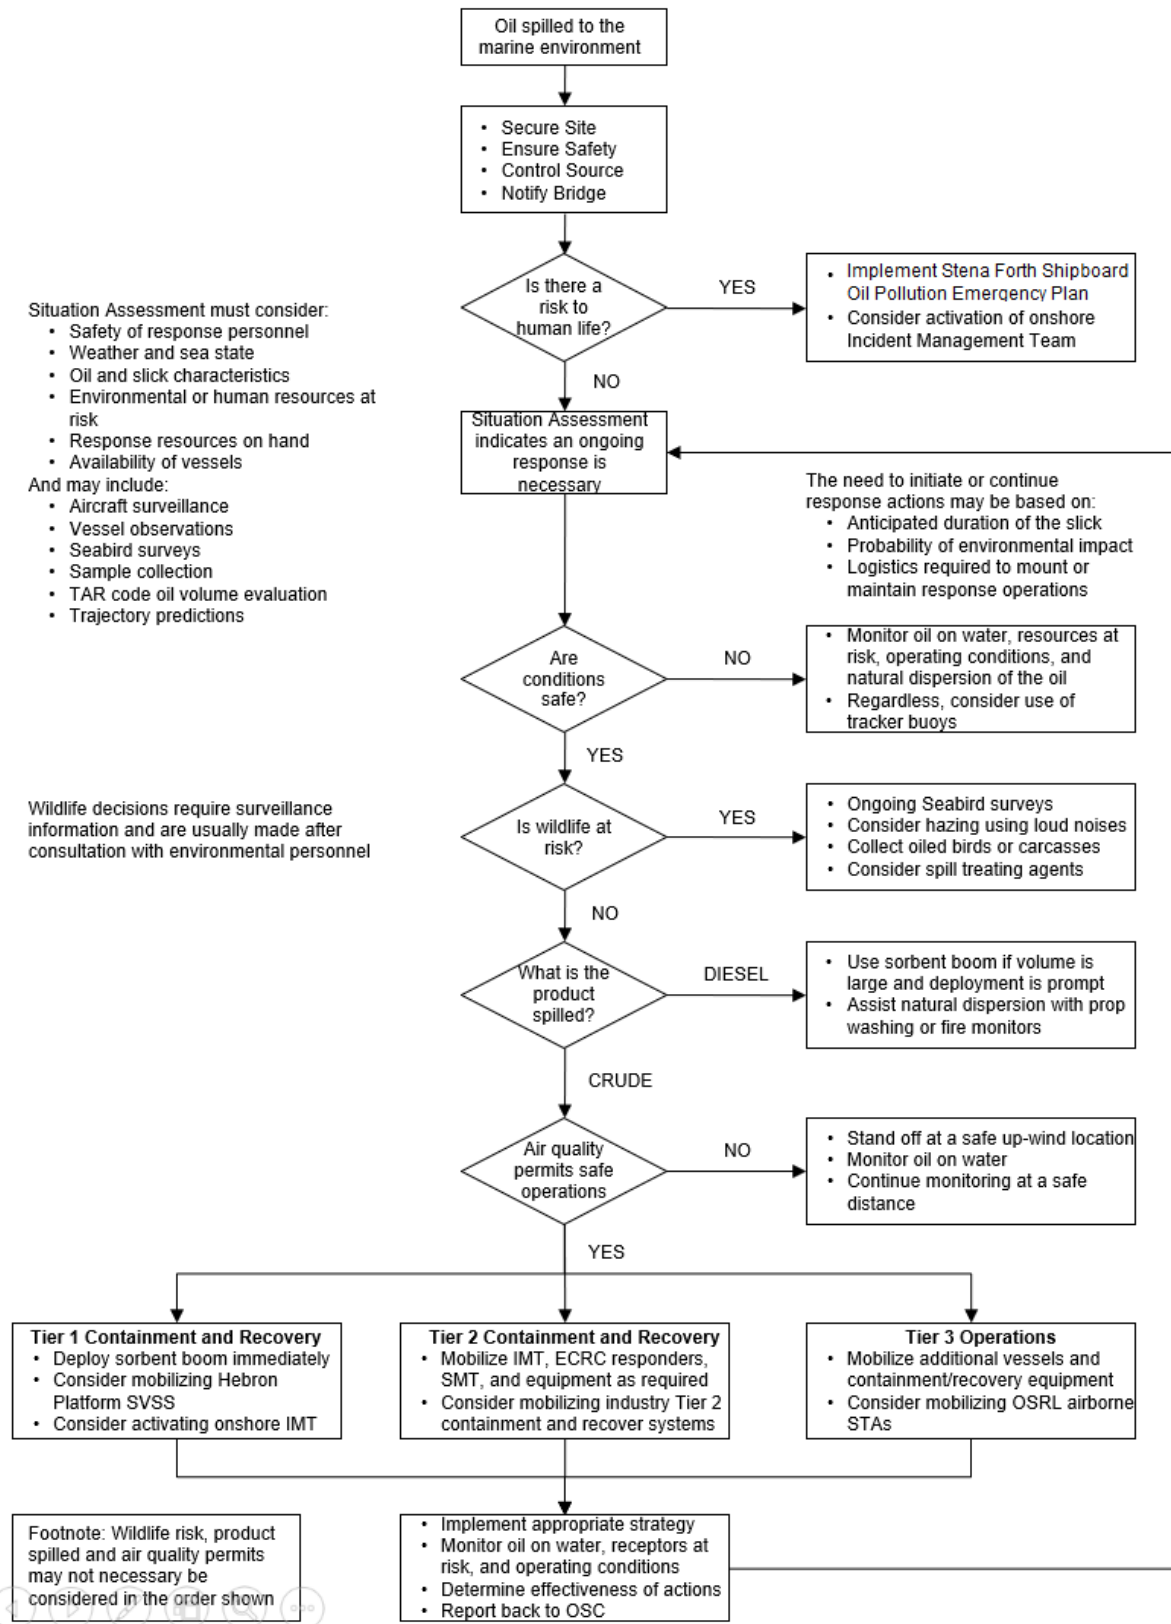 Oil spilled to the
marine environment
• Secure Site
• Ensure Safety
• Control Source
• Notify Bridge
Is there a
risk to
human life?
YES
• Implement Stena Forth Shipboard
Oil Pollution Emergency Plan
• Consider activation of onshore
Incident Management Team
NO
Situation Assessment must consider:
• Safety of response personnel
• Weather and sea state
• Oil and slick characteristics
• Environmental or human resources at
risk
• Response resources on hand
• Availability of vessels
And may include:
• Aircraft surveillance
• Vessel observations
• Seabird surveys
• Sample collection
• TAR code oil volume evaluation
• Trajectory predictions
Situation Assessment
indicates an ongoing
response is
necessary
The need to initiate or continue
response actions may be based on:
• Anticipated duration of the slick
• Probability of environmental impact
• Logistics required to mount or
maintain response operations
Are
conditions
safe?
NO
• Monitor oil on water, resources at
risk, operating conditions, and
natural dispersion of the oil
• Regardless, consider use of
tracker buoys
YES
Wildlife decisions require surveillance
information and are usually made after
consultation with environmental personnel
Is wildlife at
risk?
YES
• Ongoing Seabird surveys
• Consider hazing using loud noises
• Collect oiled birds or carcasses
• Consider spill treating agents
NO
What is the
product
spilled?
DIESEL
• Use sorbent boom if volume is
large and deployment is prompt
• Assist natural dispersion with prop
washing or fire monitors
CRUDE
Air quality
permits safe
operations
NO
• Stand off at a safe up-wind location
• Monitor oil on water
• Continue monitoring at a safe
distance
YES
Tier 1 Containment and Recovery
• Deploy sorbent boom immediately
• Consider mobilizing Hebron
Platform SVSS
• Consider activating onshore IMT
Tier 2 Containment and Recovery
• Mobilize IMT, ECRC responders,
SMT, and equipment as required
• Consider mobilizing industry Tier 2
containment and recover systems
Tier 3 Operations
• Mobilize additional vessels and
containment/recovery equipment
• Consider mobilizing OSRL airborne
STAs
Footnote: Wildlife risk, product
spilled and air quality permits
may not necessary be
considered in the order shown
• Implement appropriate strategy
• Monitor oil on water, receptors at
risk, and operating conditions
• Determine effectiveness of actions
• Report back to OSC